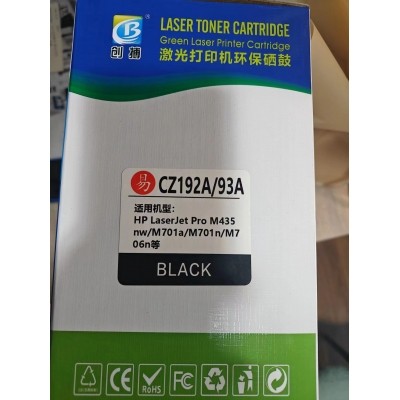 CB
创搞
LASER TONER CARTRIDGE
Green Laser Printer Cartridge
激光打印机环保硒鼓
易 CZ192A/93A
适用机型：
HP LaserJet Pro M435
nw/M701a/M701n/M7
06n等
BLACK
CE
RoHS
FC